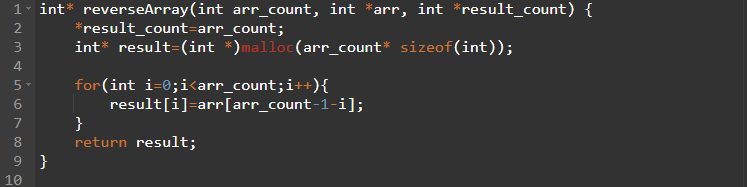 1 int* reverseArray(int arr_count, int *arr, int *result_count) {
2     *result_count=arr_count;
3     int* result=(int *)malloc(arr_count* sizeof(int));
4
5     for(int i=0;i<arr_count;i++){
6         result[i]=arr[arr_count-1-i];
7     }
8     return result;
9 }
10